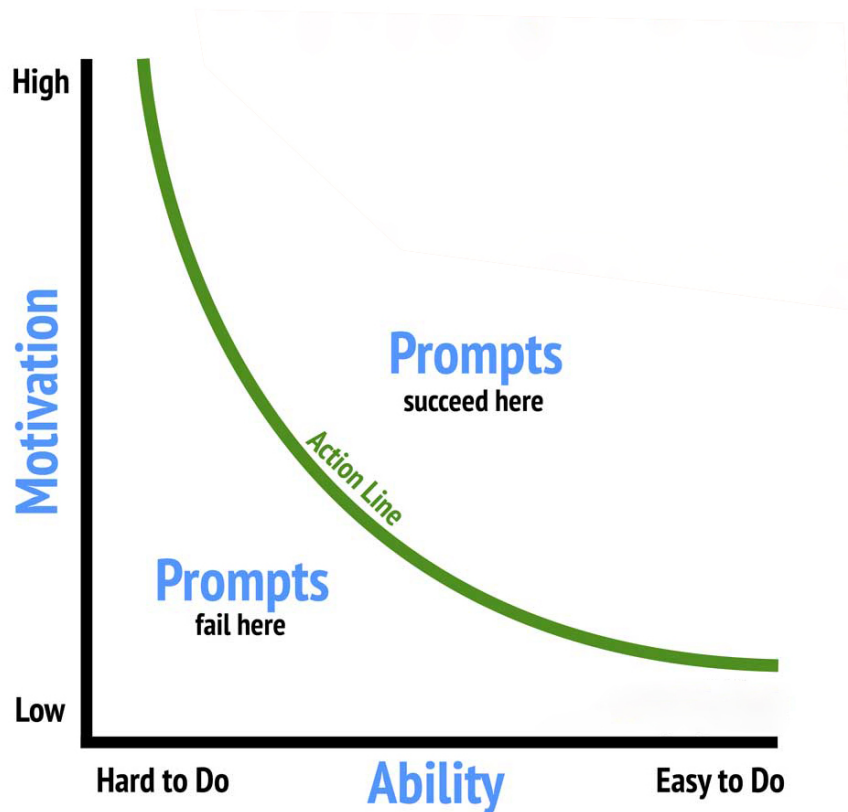 High
Motivation
Prompts
succeed here
Action Line
Prompts
fail here
Low
Hard to Do
Ability
Easy to Do